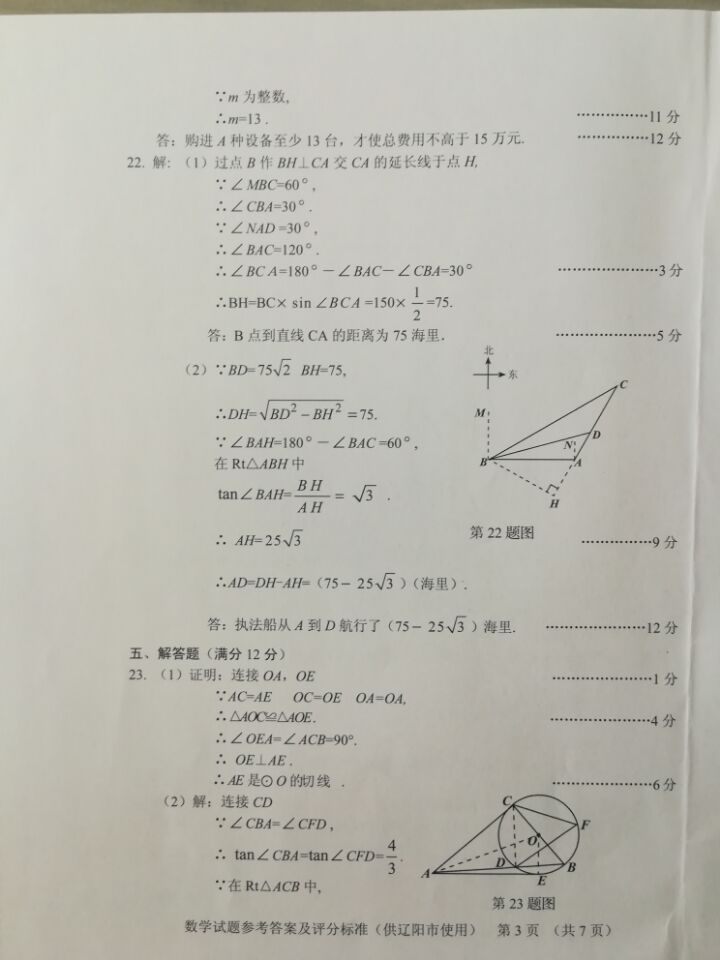 ∵m 为整数,
∴m=13 . ……………11 分
答：购进 A 种设备至少 13 台，才使总费用不高于 15 万元. ……………12 分
22. 解: （1）过点 B 作 BH⊥CA 交 CA 的延长线于点 H,
∵∠MBC=60°,
∴∠CBA=30°.
∵∠NAD =30°,
∴∠BAC=120°.
∴∠BCA=180°－∠BAC－∠CBA=30° …………………3 分
∴BH=BC× sin∠BCA =150× 1/2 =75.
答：B 点到直线 CA 的距离为 75 海里. …………………5 分
（2）∵BD= 75√2 BH=75,
∴DH=√(BD² − BH²) =75.
∵∠BAH=180°－∠BAC =60°,
在 Rt△ABH 中
tan∠BAH= BH/AH = √3 .
∴ AH= 25√3 ……………9 分
∴AD=DH-AH=（75− 25√3 ）（海里）.
答：执法船从 A 到 D 航行了（75− 25√3 ）海里. …………………12 分
北
东
M
C
D
N
B
A
H
第 22 题图
五、解答题（满分 12 分）
23. （1）证明：连接 OA，OE …………………1 分
∵AC=AE OC=OE OA=OA,
∴△AOC≌△AOE. …………………4 分
∴∠OEA=∠ACB=90°.
∴ OE⊥AE .
∴AE 是⊙O 的切线 . …………………6 分
（2）解：连接 CD
∵∠CBA=∠CFD ,
∴ tan∠CBA=tan∠CFD= 4/3 .
∵在 Rt△ACB 中,
C
F
O
D
B
A
E
第 23 题图
数学试题参考答案及评分标准（供辽阳市使用） 第 3 页 （共 7 页）